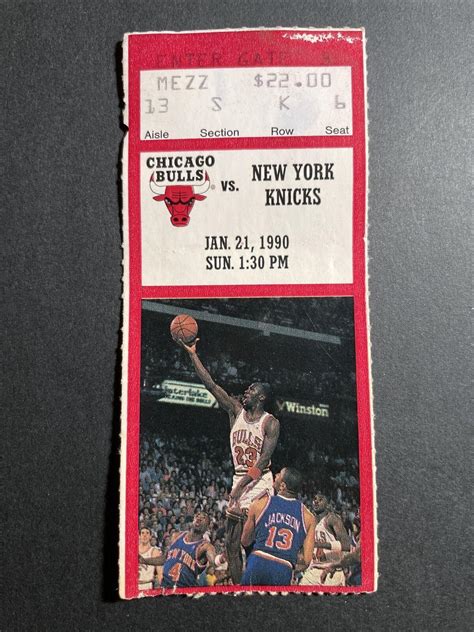 ENTER GATE
MEZZ $22.00
13 S K 6
Aisle Section Row Seat
CHICAGO
BULLS
vs.
NEW YORK
KNICKS
JAN. 21, 1990
SUN. 1:30 PM
Winston
BULLS
23
JACKSON
13
NEW YORK
4